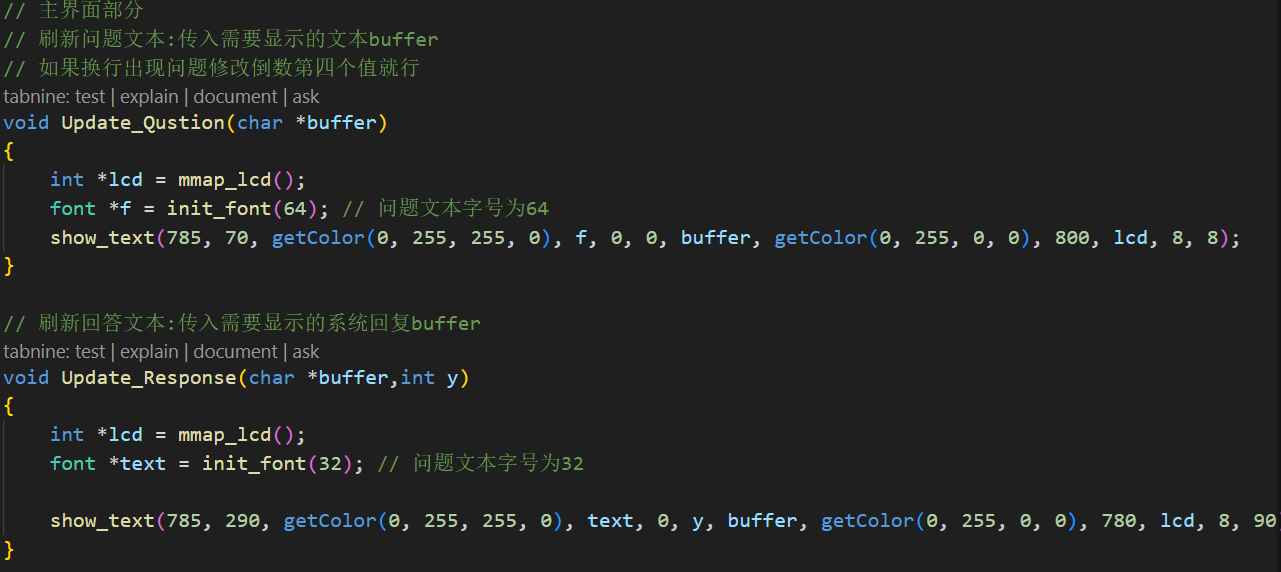 // 主界面部分
// 刷新问题文本:传入需要显示的文本buffer
// 如果换行出现问题修改倒数第四个值就行
tabnine: test | explain | document | ask
void Update_Qustion(char *buffer)
{
    int *lcd = mmap_lcd();
    font *f = init_font(64); // 问题文本字号为64
    show_text(785, 70, getColor(0, 255, 255, 0), f, 0, 0, buffer, getColor(0, 255, 0, 0), 800, lcd, 8, 8);
}
// 刷新回答文本:传入需要显示的系统回复buffer
tabnine: test | explain | document | ask
void Update_Response(char *buffer,int y)
{
    int *lcd = mmap_lcd();
    font *text = init_font(32); // 问题文本字号为32
    show_text(785, 290, getColor(0, 255, 255, 0), text, 0, y, buffer, getColor(0, 255, 0, 0), 780, lcd, 8, 90
}